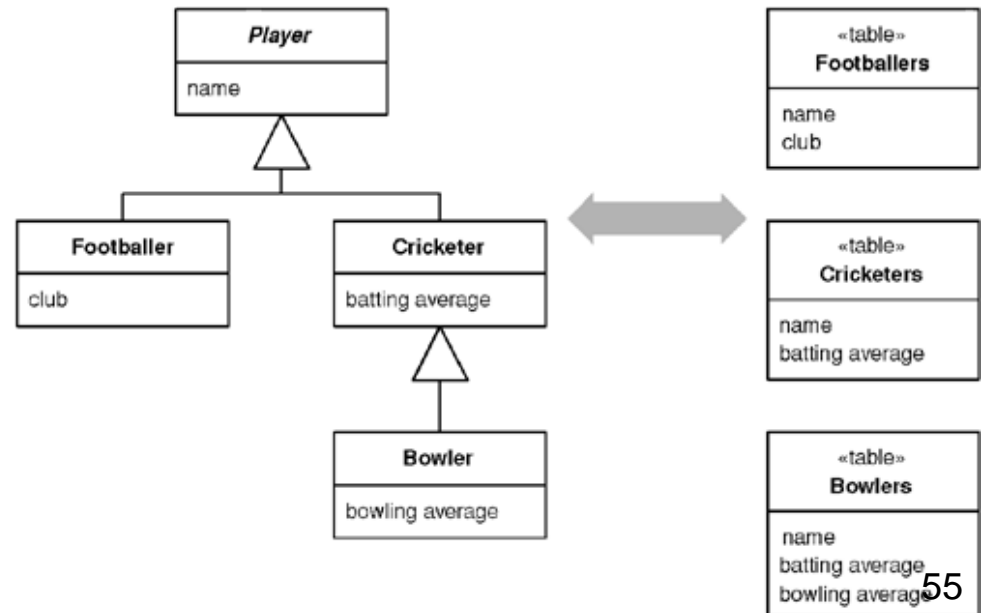 Player
name
Footballer
club
Cricketer
batting average
Bowler
bowling average
«table»
Footballers
name
club
«table»
Cricketers
name
batting average
«table»
Bowlers
name
batting average
bowling average
55